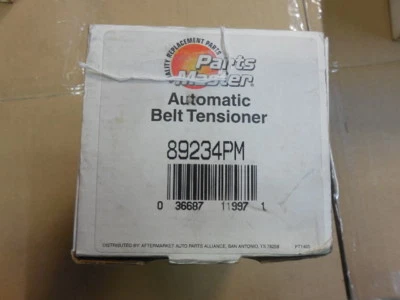 QUALITY REPLACEMENT PARTS
Parts
Master
Automatic
Belt Tensioner
89234PM
0 36687 11997 1
DISTRIBUTED BY AFTERMARKET AUTO PARTS ALLIANCE, SAN ANTONIO, TX 78209